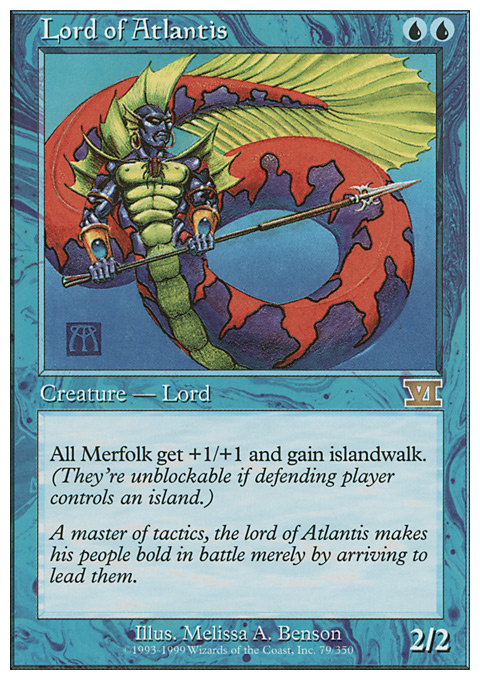 Lord of Atlantis
Creature — Lord
VI
All Merfolk get +1/+1 and gain islandwalk.
(They're unblockable if defending player
controls an island.)
A master of tactics, the lord of Atlantis makes
his people bold in battle merely by arriving to
lead them.
Illus. Melissa A. Benson
©1993-1999 Wizards of the Coast, Inc. 79/350
2/2